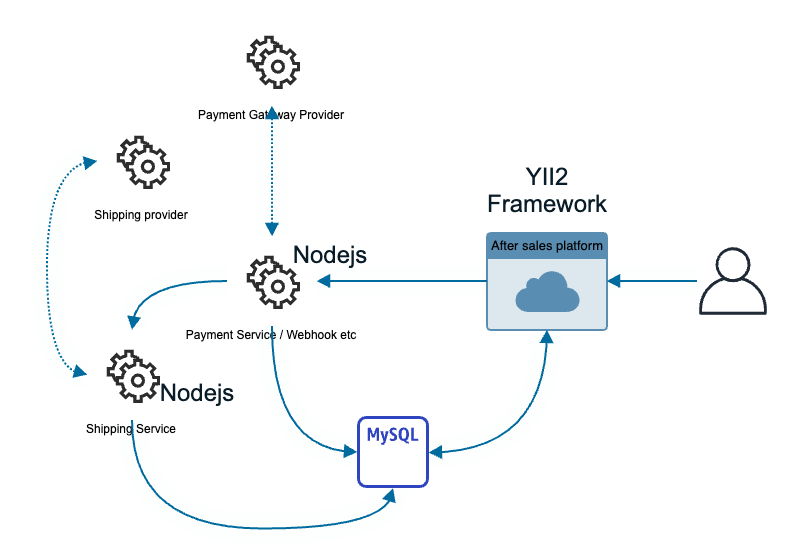 Payment Gateway Provider
Shipping provider
YII2
Framework
After sales platform
Nodejs
Payment Service / Webhook etc
Nodejs
Shipping Service
MySQL